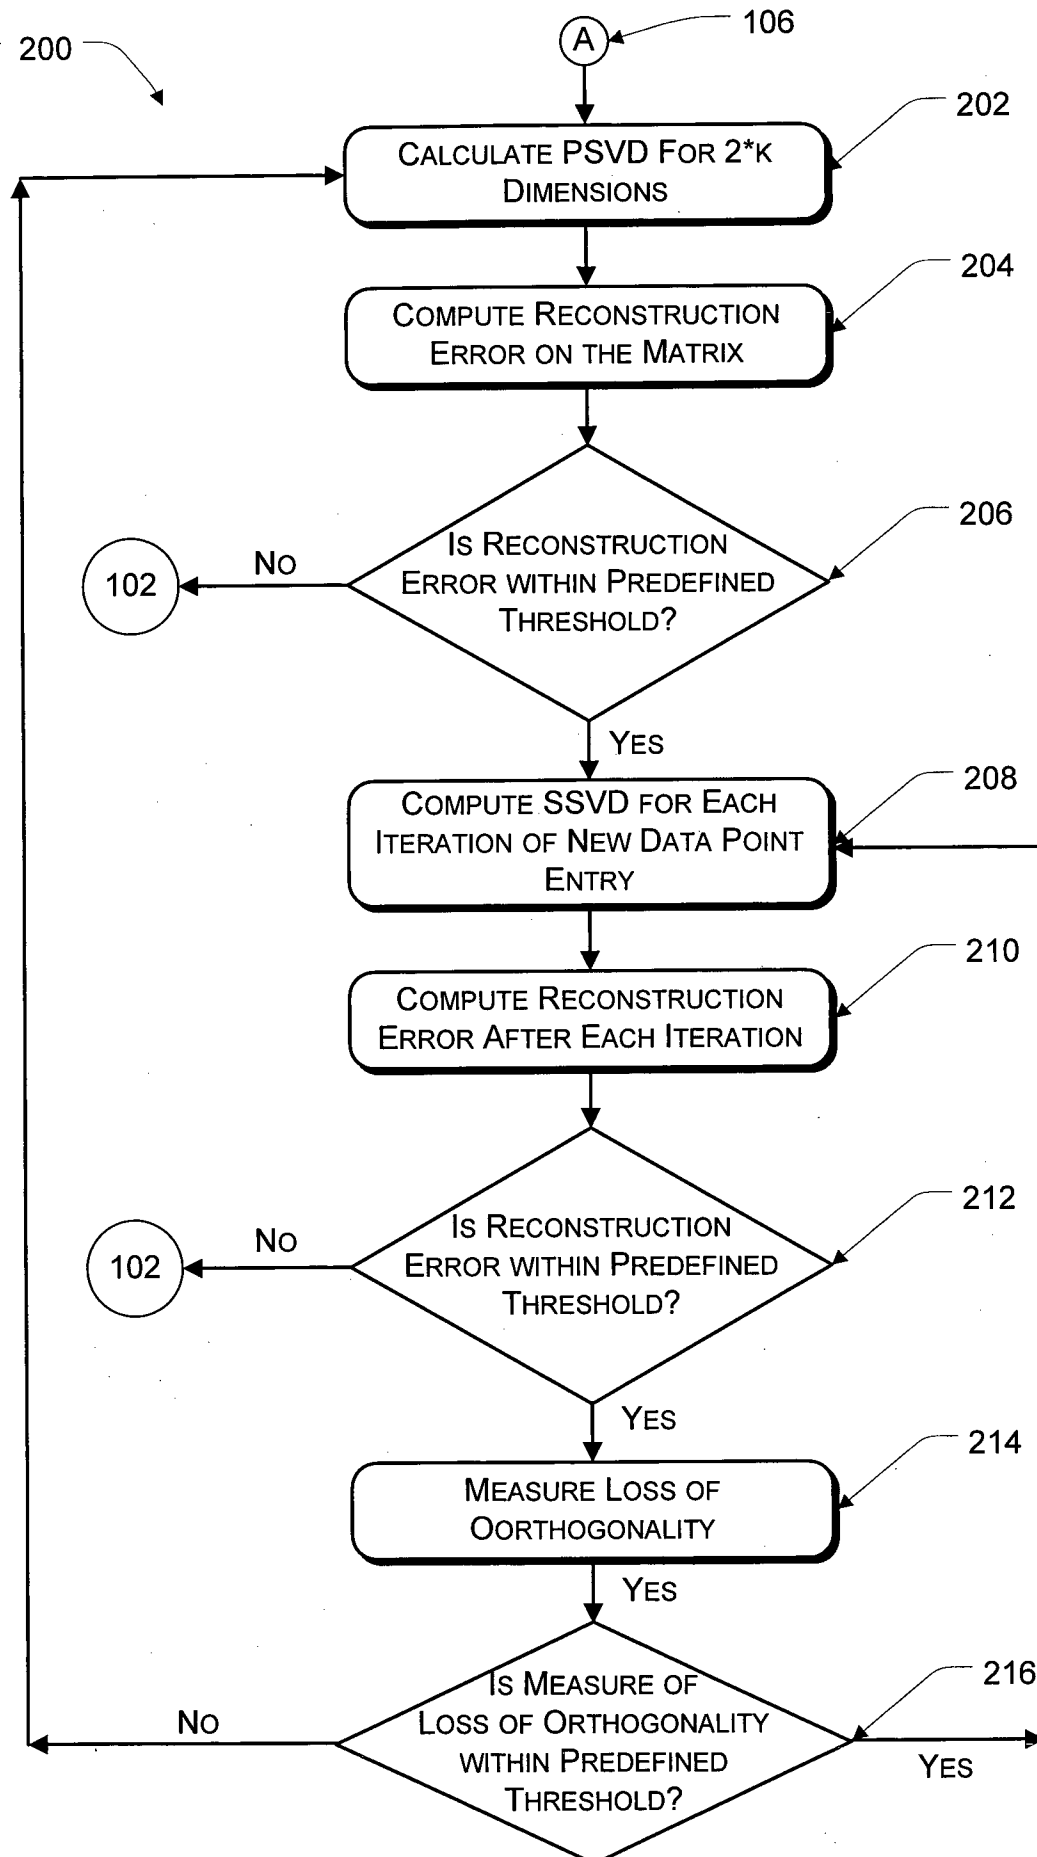 200
A
106
CALCULATE PSVD FOR 2*K
DIMENSIONS
202
COMPUTE RECONSTRUCTION
ERROR ON THE MATRIX
204
IS RECONSTRUCTION
ERROR WITHIN PREDEFINED
THRESHOLD?
206
NO
102
YES
COMPUTE SSVD FOR EACH
ITERATION OF NEW DATA POINT
ENTRY
208
COMPUTE RECONSTRUCTION
ERROR AFTER EACH ITERATION
210
IS RECONSTRUCTION
ERROR WITHIN PREDEFINED
THRESHOLD?
212
NO
102
YES
MEASURE LOSS OF
OORTHOGONALITY
214
YES
IS MEASURE OF
LOSS OF ORTHOGONALITY
WITHIN PREDEFINED
THRESHOLD?
216
NO
YES